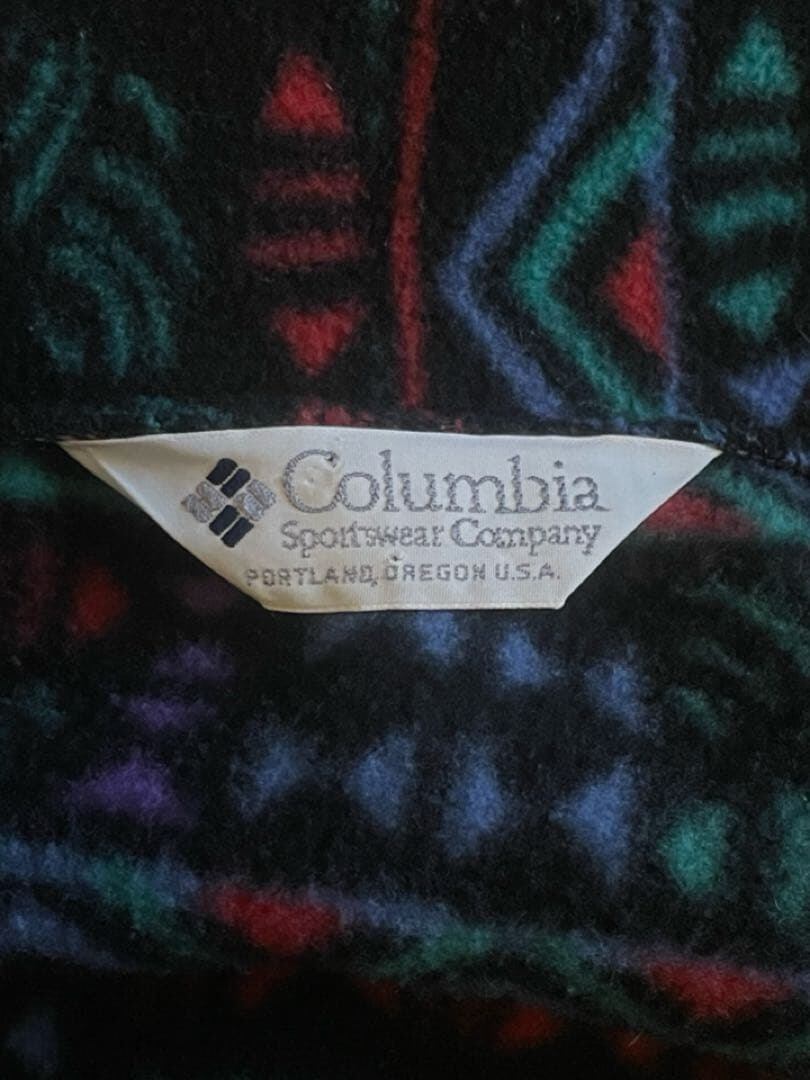 Columbia
Sportswear Company
PORTLAND, OREGON U.S.A.